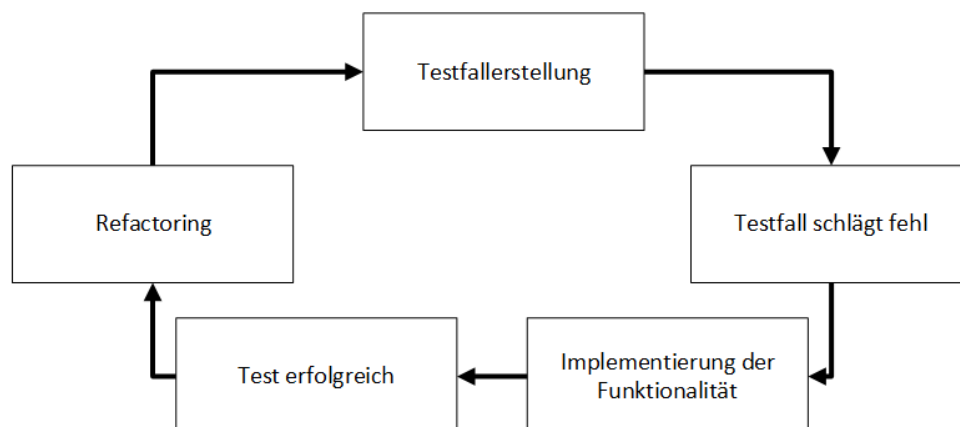 Testfallerstellung
Refactoring
Testfall schlägt fehl
Test erfolgreich
Implementierung der
Funktionalität